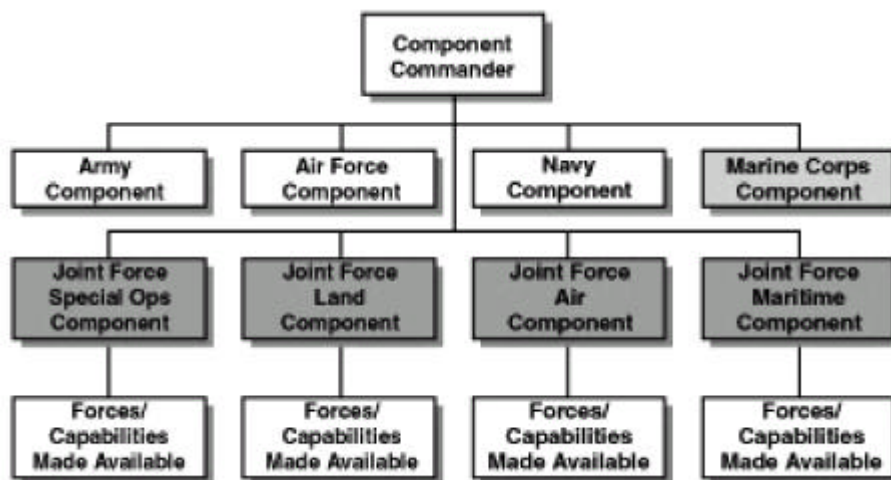 Component
Commander
Army
Component
Air Force
Component
Navy
Component
Marine Corps
Component
Joint Force
Special Ops
Component
Joint Force
Land
Component
Joint Force
Air
Component
Joint Force
Maritime
Component
Forces/
Capabilities
Made Available
Forces/
Capabilities
Made Available
Forces/
Capabilities
Made Available
Forces/
Capabilities
Made Available